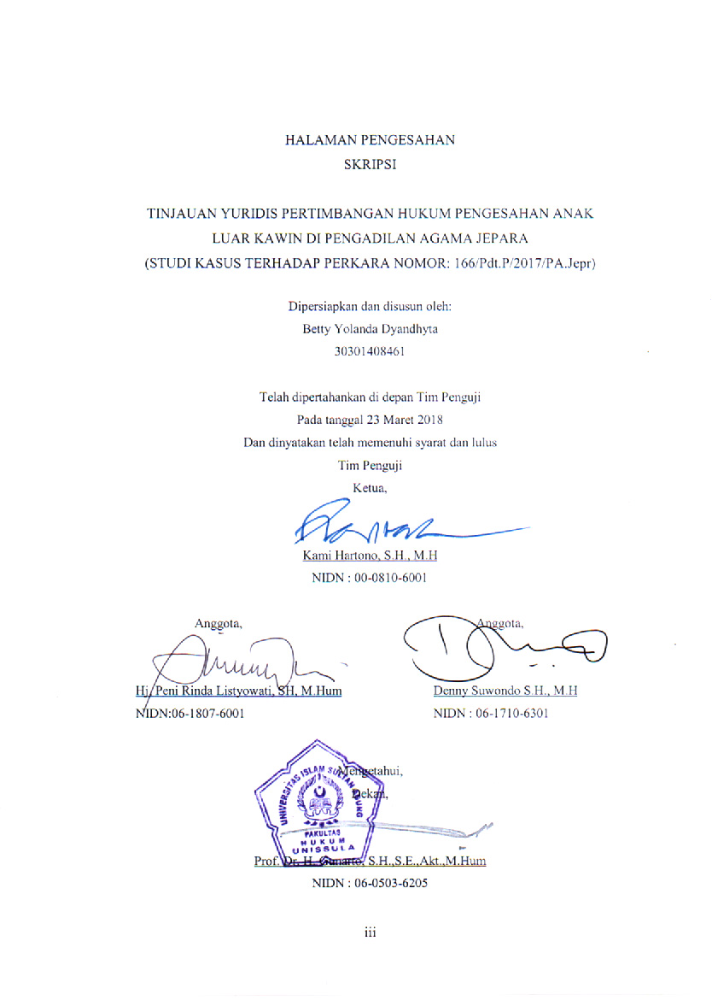 HALAMAN PENGESAHAN
SKRIPSI
TINJAUAN YURIDIS PERTIMBANGAN HUKUM PENGESAHAN ANAK
LUAR KAWIN DI PENGADILAN AGAMA JEPARA
(STUDI KASUS TERHADAP PERKARA NOMOR: 166/Pdt.P/2017/PA.Jepr)
Dipersiapkan dan disusun oleh:
Betty Yolanda Dyandhyta
30301408461
Telah dipertahankan di depan Tim Penguji
Pada tanggal 23 Maret 2018
Dan dinyatakan telah memenuhi syarat dan lulus
Tim Penguji
Ketua,
Kami Hartono, S.H., M.H
NIDN : 00-0810-6001
Anggota,
Hj. Peni Rinda Listyowati, SH, M.Hum
NIDN:06-1807-6001
Anggota,
Denny Suwondo S.H., M.H
NIDN : 06-1710-6301
Mengetahui,
Dekan,
UNIVERSITAS ISLAM SULTAN AGUNG
FAKULTAS
HUKUM
UNISSULA
Prof. Dr. H. Gunarto, S.H.,S.E.,Akt.,M.Hum
NIDN : 06-0503-6205
iii